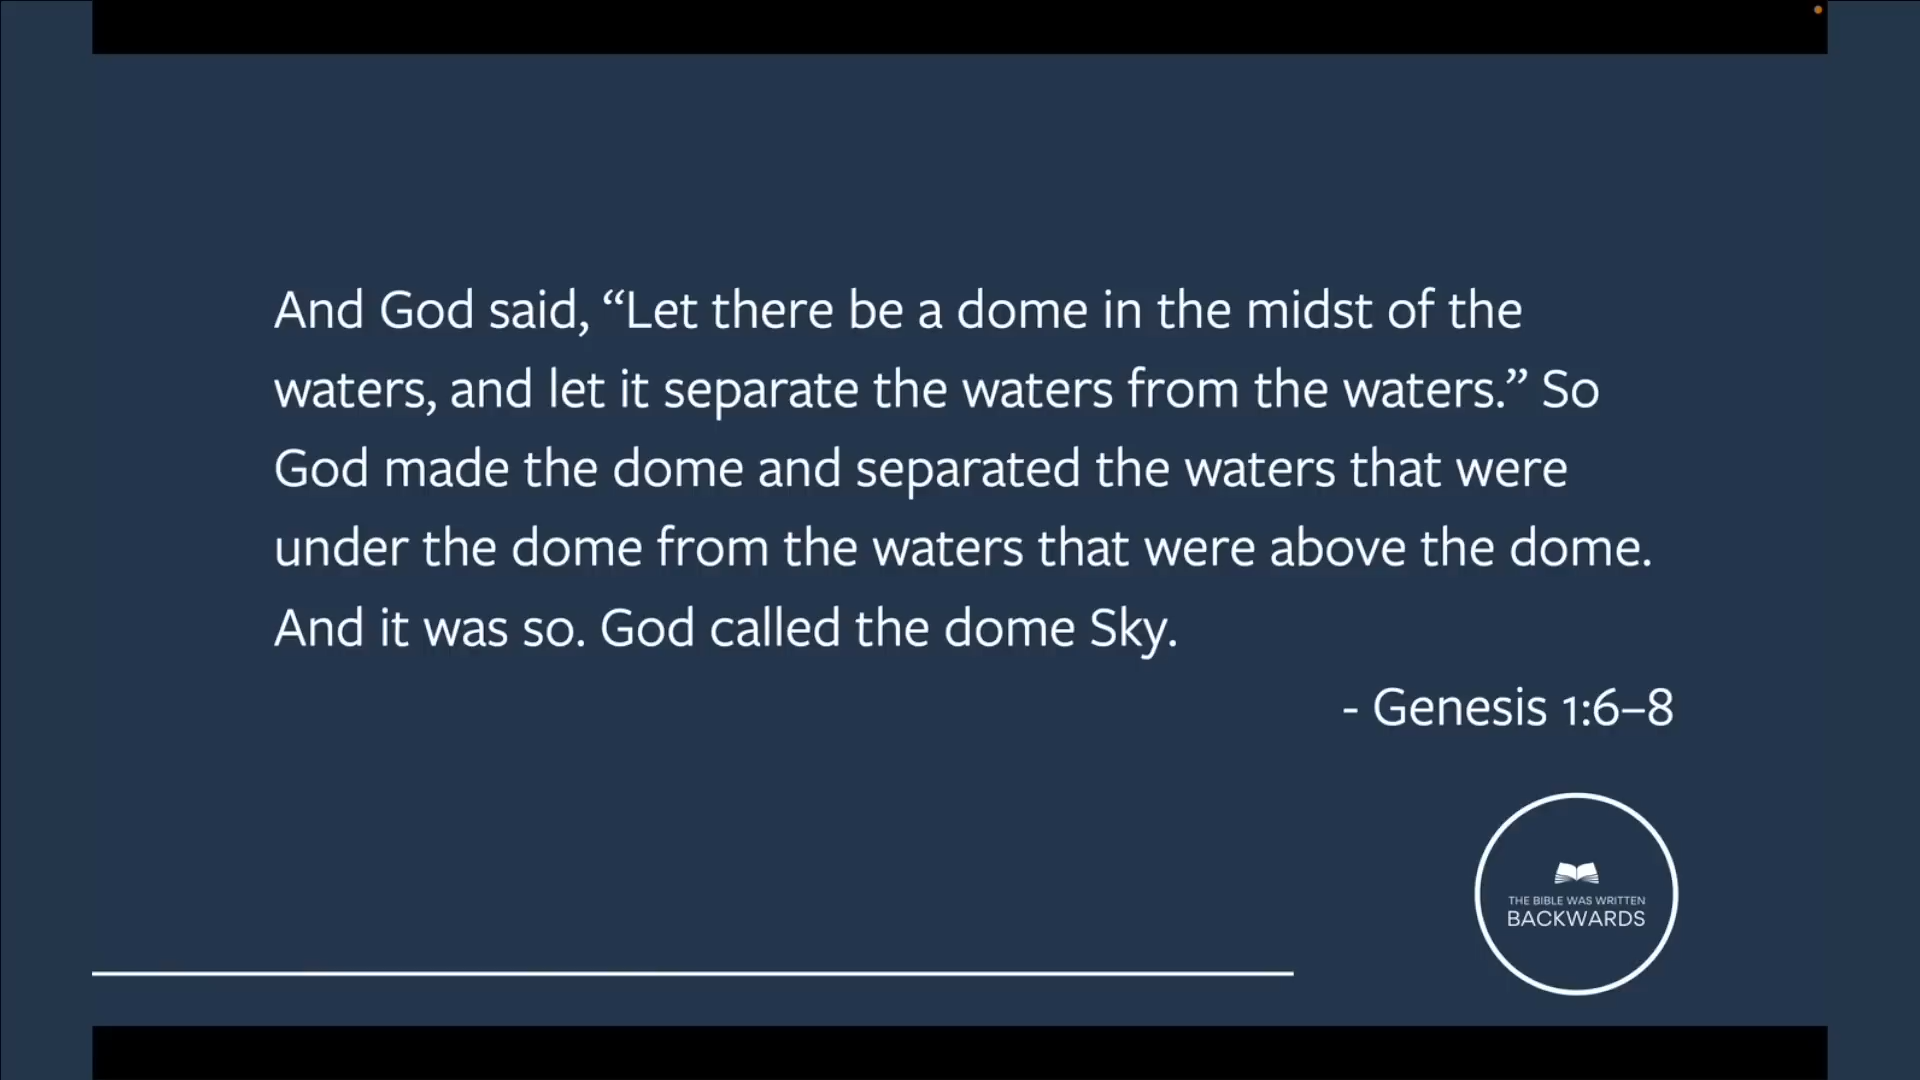 And God said, “Let there be a dome in the midst of the
waters, and let it separate the waters from the waters.” So
God made the dome and separated the waters that were
under the dome from the waters that were above the dome.
And it was so. God called the dome Sky.
- Genesis 1:6–8
THE BIBLE WAS WRITTEN
BACKWARDS